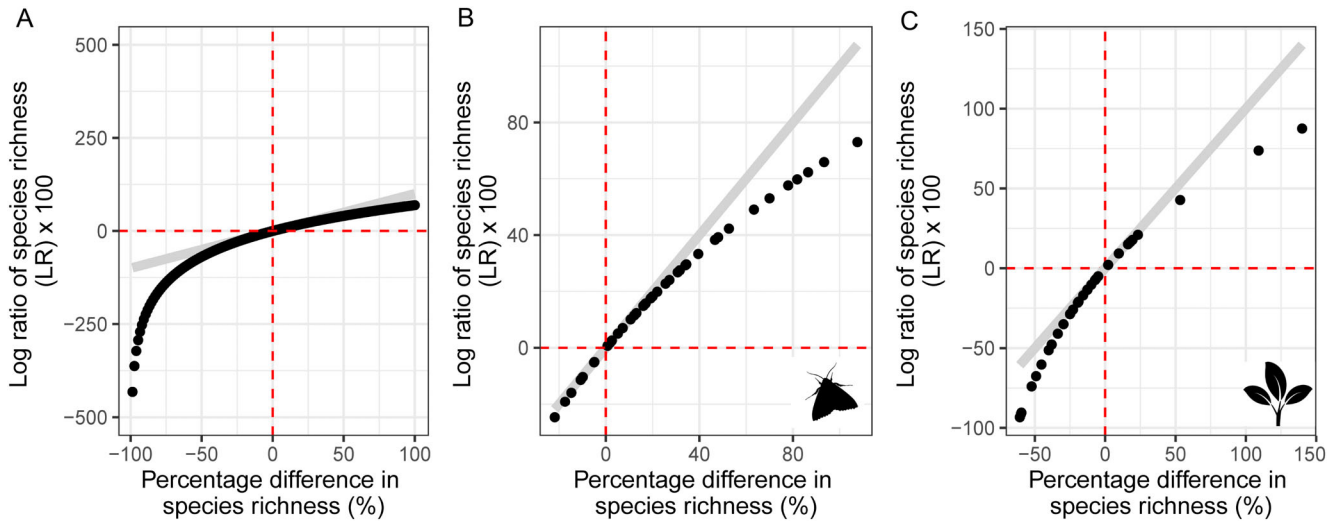 A
Log ratio of species richness
(LR) x 100
500
250
0
−250
−500
−100
−50
0
50
100
Percentage difference in
species richness (%)
B
Log ratio of species richness
(LR) x 100
80
40
0
0
40
80
Percentage difference in
species richness (%)
C
Log ratio of species richness
(LR) x 100
150
100
50
0
−50
−100
−50
0
50
100
150
Percentage difference in
species richness (%)